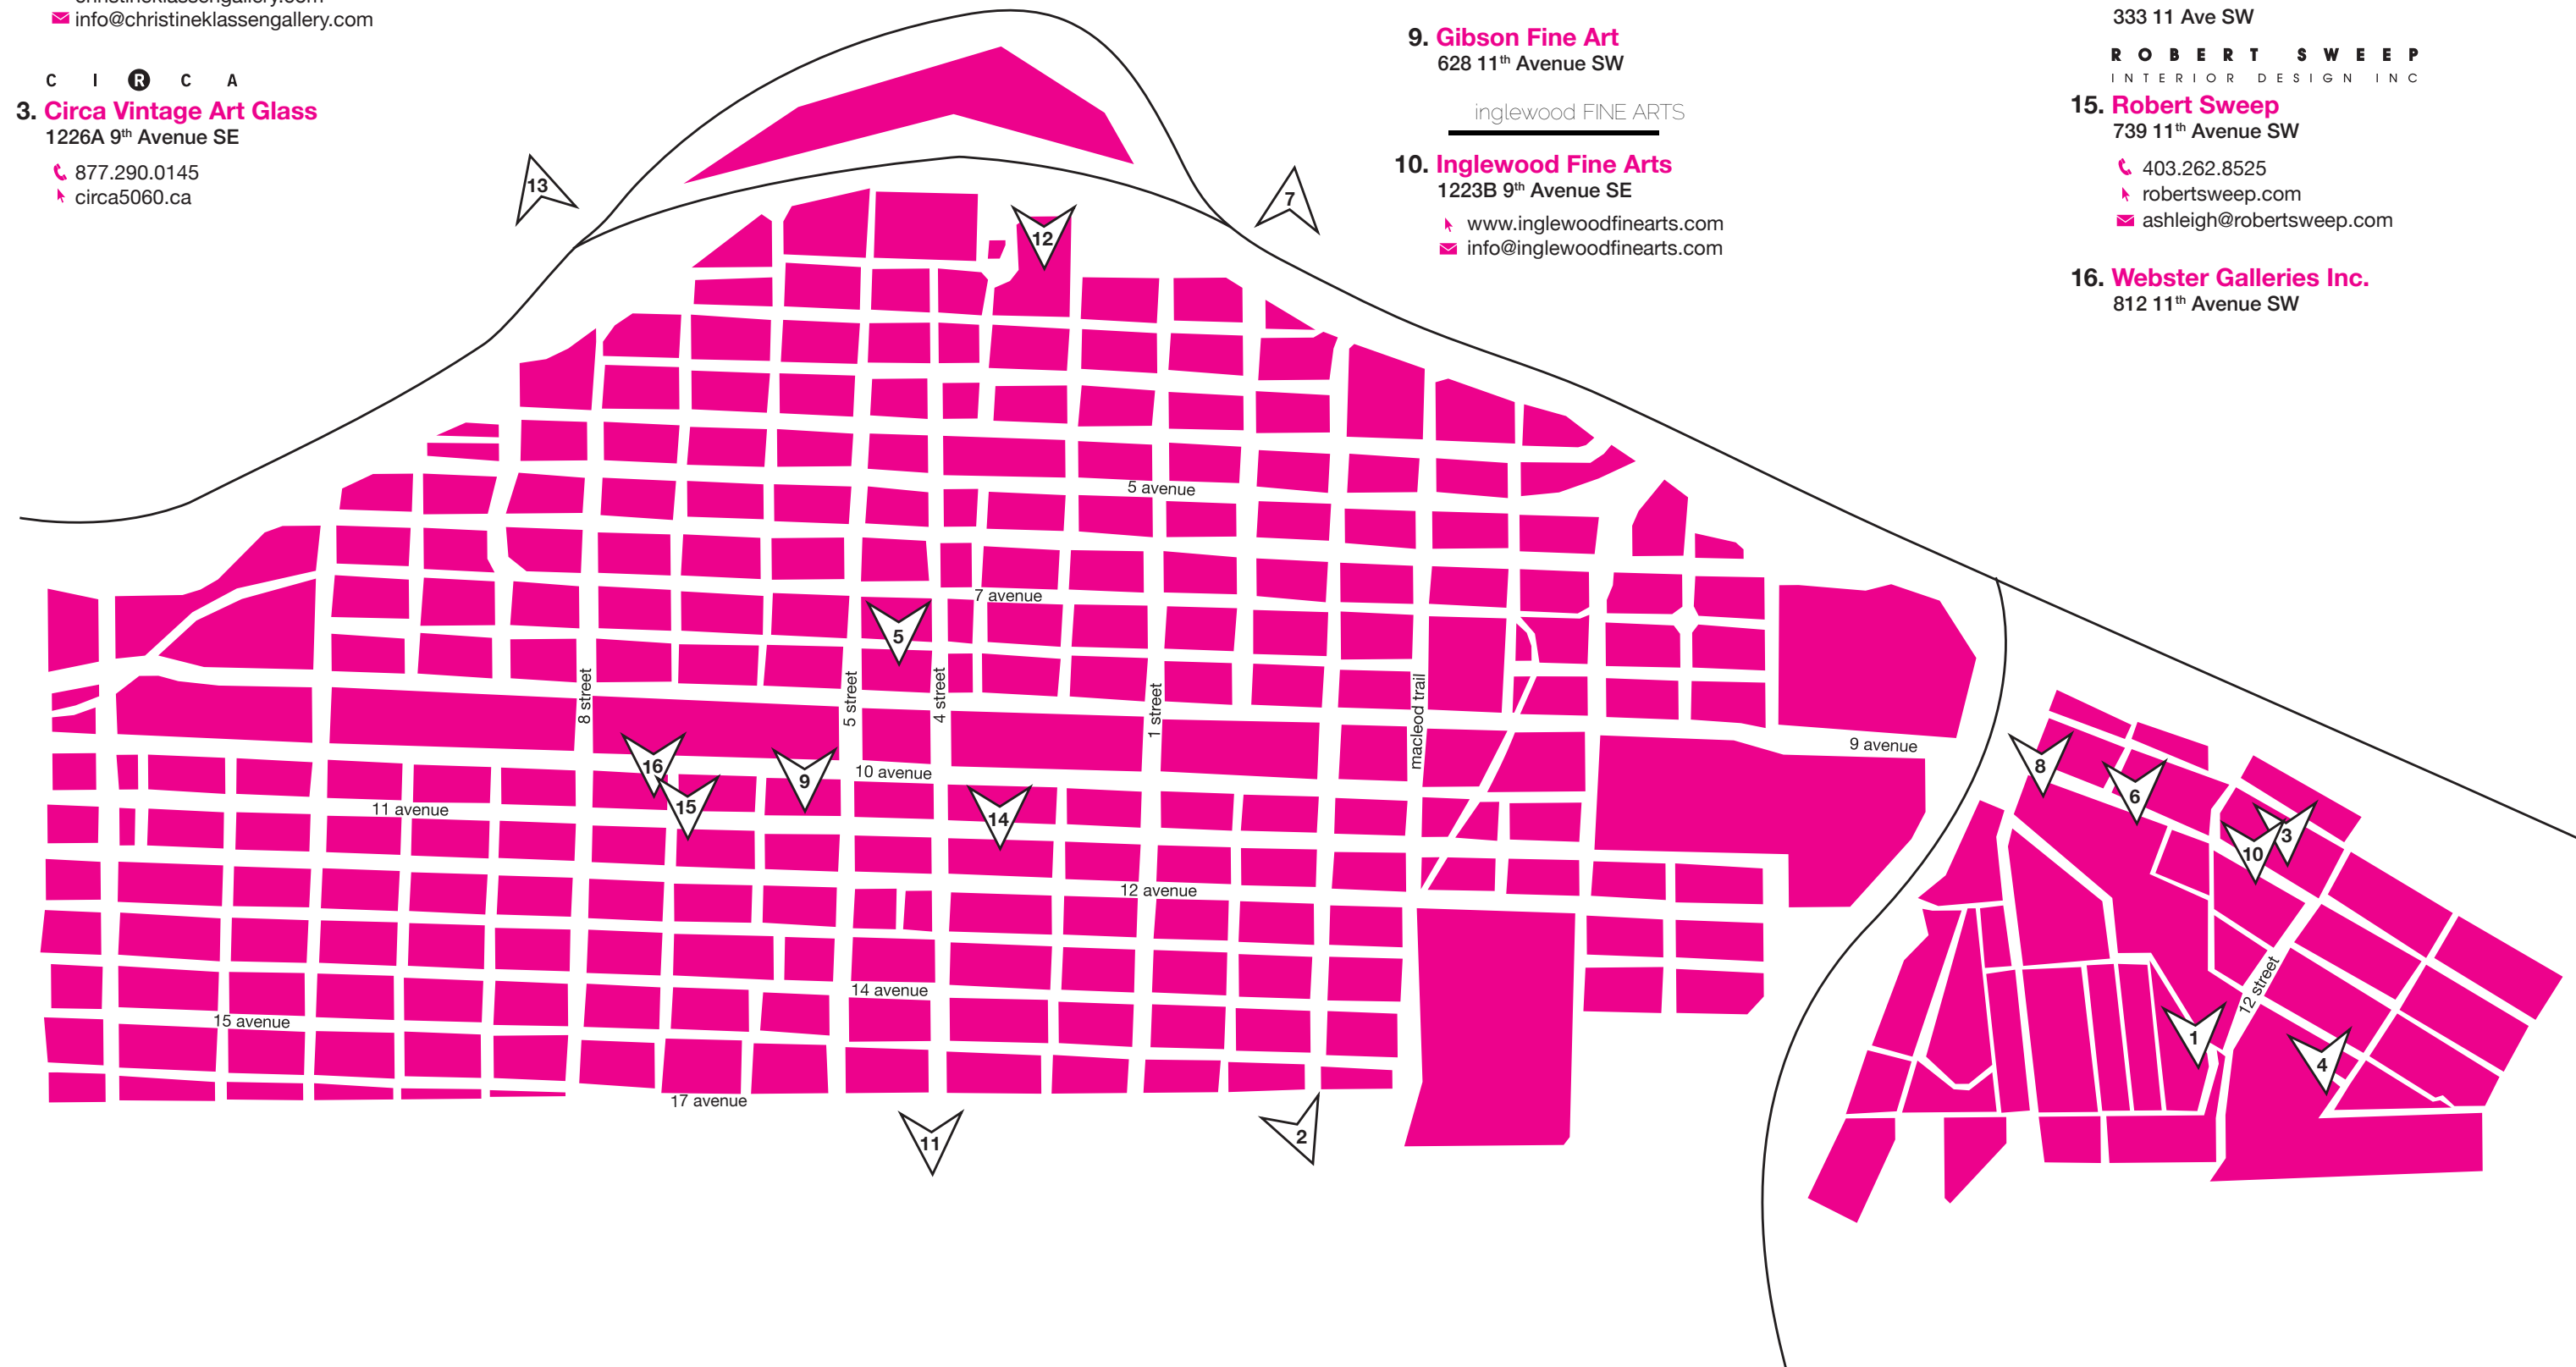 info@christineklassengallery.com
CIRCA
3. Circa Vintage Art Glass
1226A 9th Avenue SE
877.290.0145
circa5060.ca
9. Gibson Fine Art
628 11th Avenue SW
inglewood FINE ARTS
10. Inglewood Fine Arts
1223B 9th Avenue SE
www.inglewoodfinearts.com
info@inglewoodfinearts.com
333 11 Ave SW
ROBERT SWEEP
INTERIOR DESIGN INC
15. Robert Sweep
739 11th Avenue SW
403.262.8525
robertsweep.com
ashleigh@robertsweep.com
16. Webster Galleries Inc.
812 11th Avenue SW
13
7
12
5 avenue
7 avenue
5
8 street
5 street
4 street
1 street
macleod trail
9 avenue
16
15
9
10 avenue
14
11 avenue
8
6
3
10
12 avenue
14 avenue
15 avenue
12 street
1
4
17 avenue
11
2